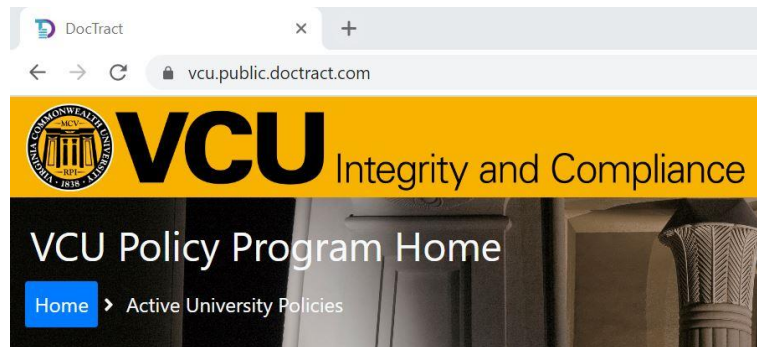 DocTract
vcu.public.doctract.com
VIRGINIA COMMONWEALTH UNIVERSITY
MCV
RPI
1838
VCU Integrity and Compliance
VCU Policy Program Home
Home > Active University Policies